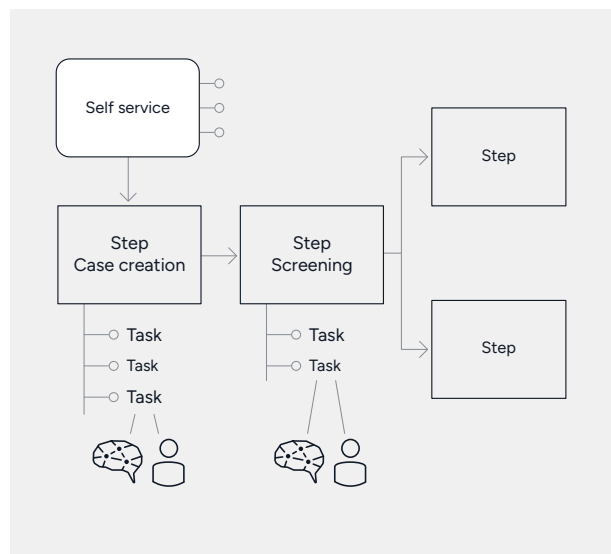 Self service
Step
Case creation
Task
Task
Task
Step
Screening
Task
Task
Step
Step